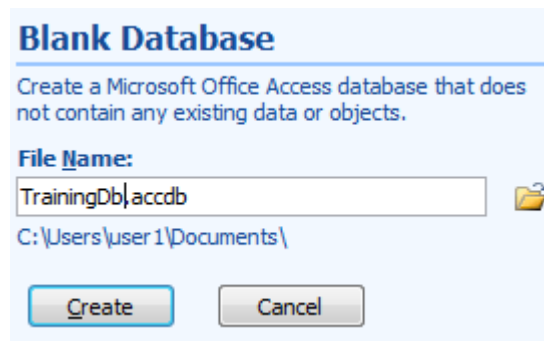 Blank Database
Create a Microsoft Office Access database that does
not contain any existing data or objects.
File Name:
TrainingDb.accdb
C:\Users\user1\Documents\
Create
Cancel